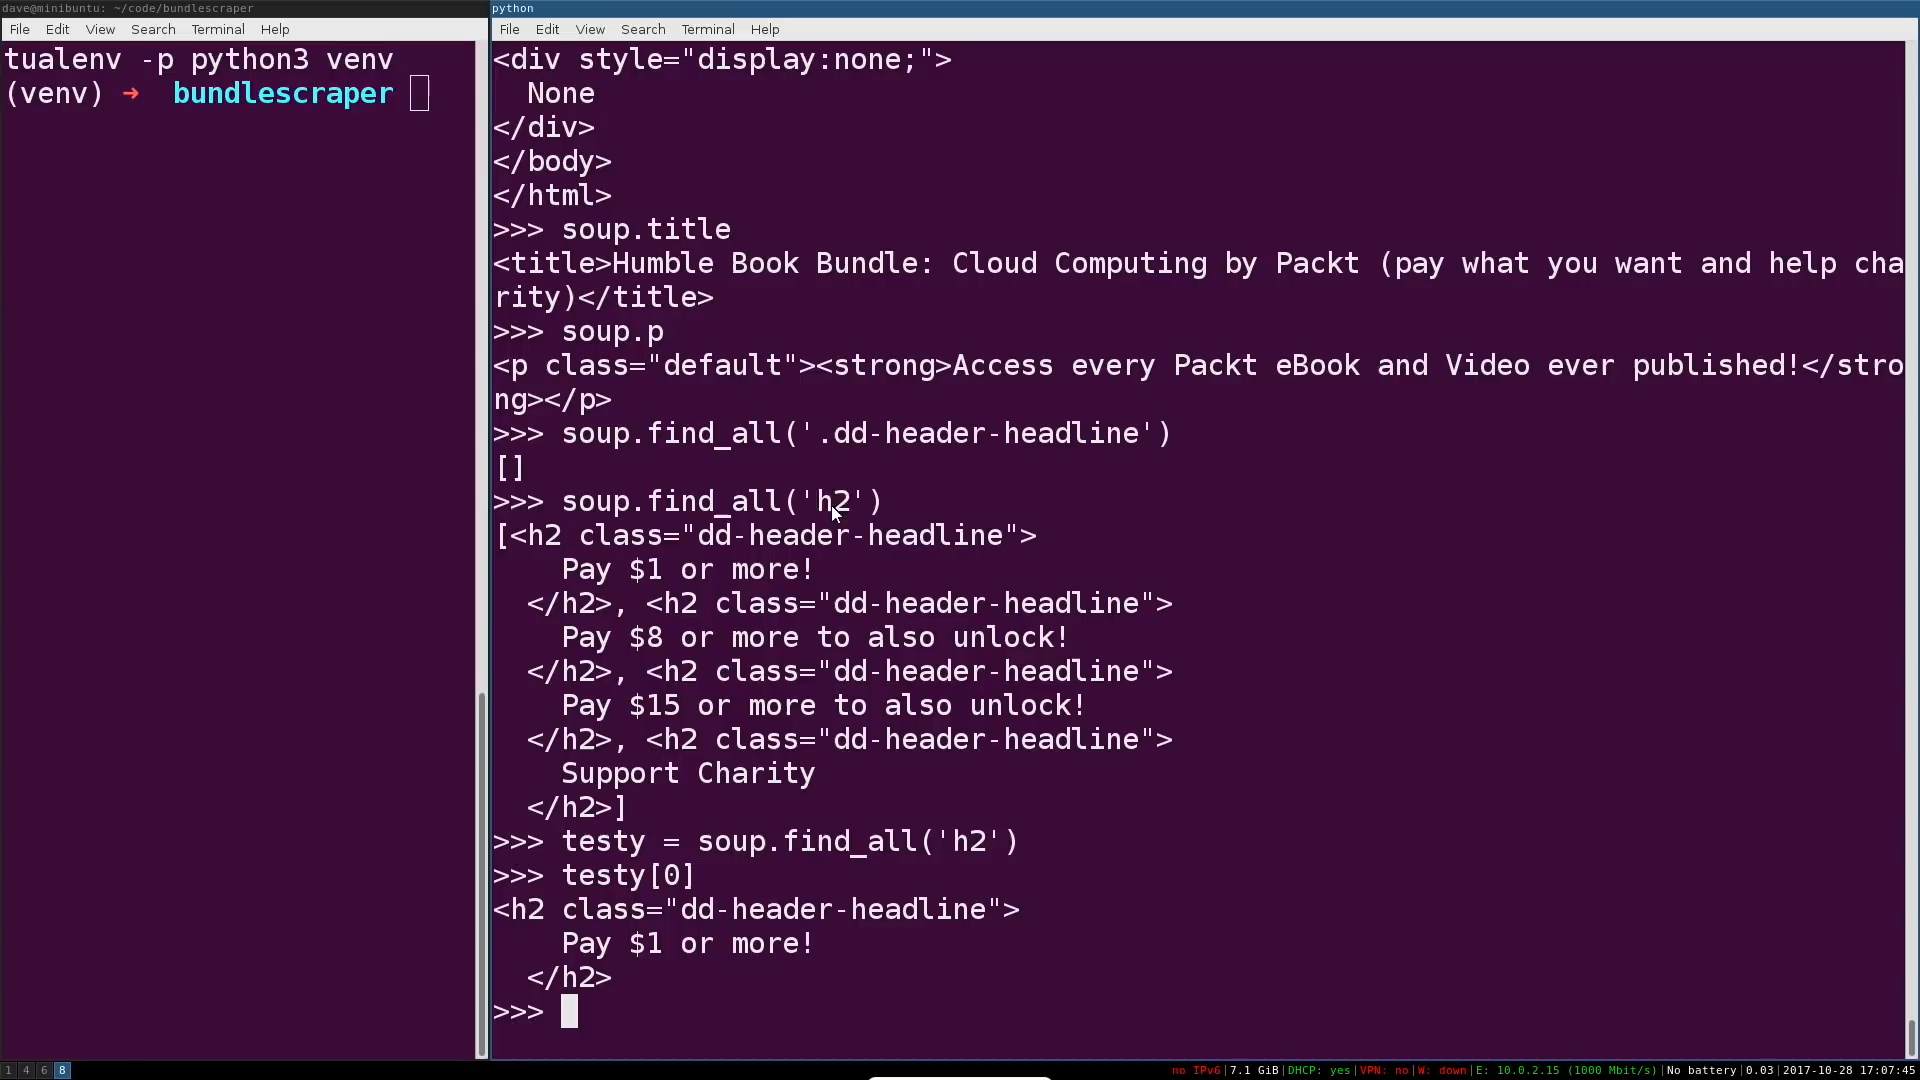 dave@minibuntu: ~/code/bundlescraper
File Edit View Search Terminal Help
tualenv -p python3 venv
(venv) ➜  bundlescraper
python
File Edit View Search Terminal Help
<div style="display:none;">
  None
</div>
</body>
</html>
>>> soup.title
<title>Humble Book Bundle: Cloud Computing by Packt (pay what you want and help cha
rity)</title>
>>> soup.p
<p class="default"><strong>Access every Packt eBook and Video ever published!</stro
ng></p>
>>> soup.find_all('.dd-header-headline')
[]
>>> soup.find_all('h2')
[<h2 class="dd-header-headline">
    Pay $1 or more!
  </h2>, <h2 class="dd-header-headline">
    Pay $8 or more to also unlock!
  </h2>, <h2 class="dd-header-headline">
    Pay $15 or more to also unlock!
  </h2>, <h2 class="dd-header-headline">
    Support Charity
  </h2>]
>>> testy = soup.find_all('h2')
>>> testy[0]
<h2 class="dd-header-headline">
    Pay $1 or more!
  </h2>
>>>
1 4 6 8
no IPv6|7.1 GiB|DHCP: yes|VPN: no|W: down|E: 10.0.2.15 (1000 Mbit/s)|No battery|0.03|2017-10-28 17:07:45